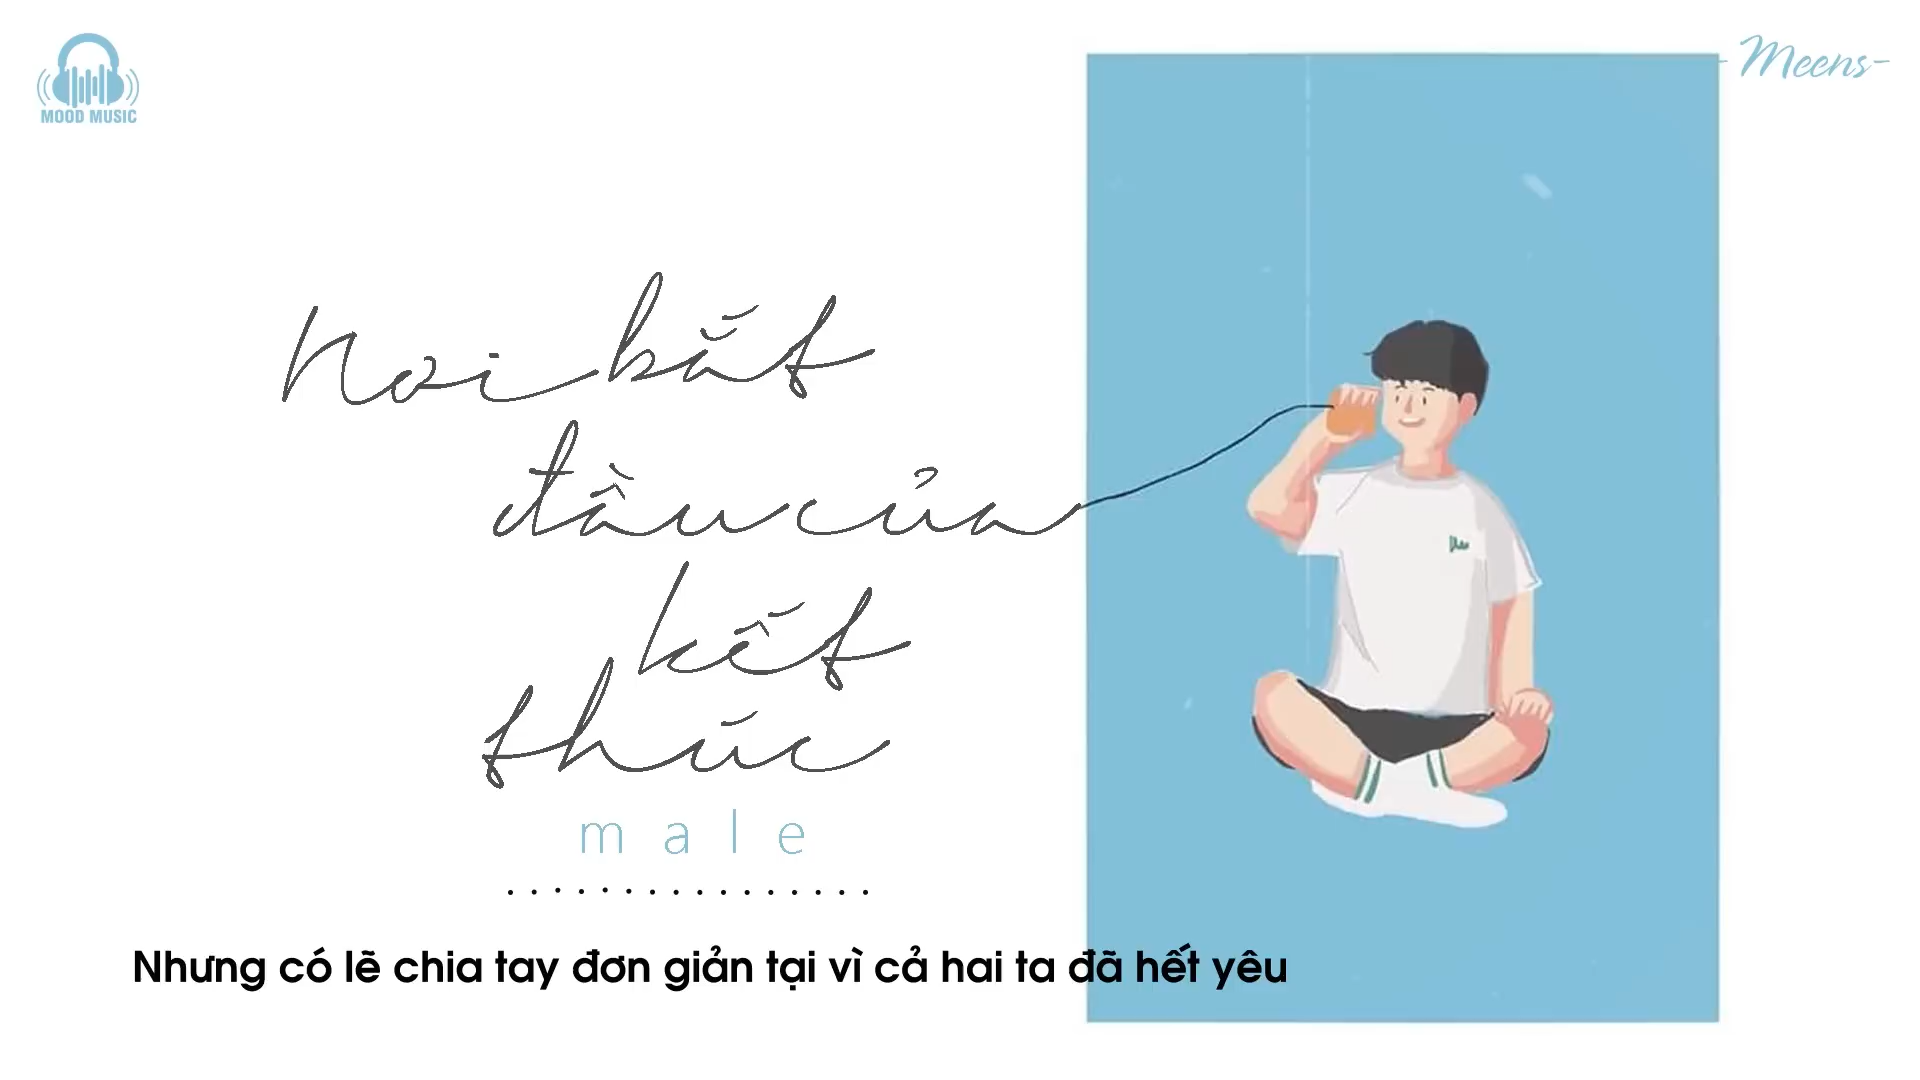 MOOD MUSIC
-Meens-
Nơi bắt
đầu của
kết
thúc
male
................
Nhưng có lẽ chia tay đơn giản tại vì cả hai ta đã hết yêu